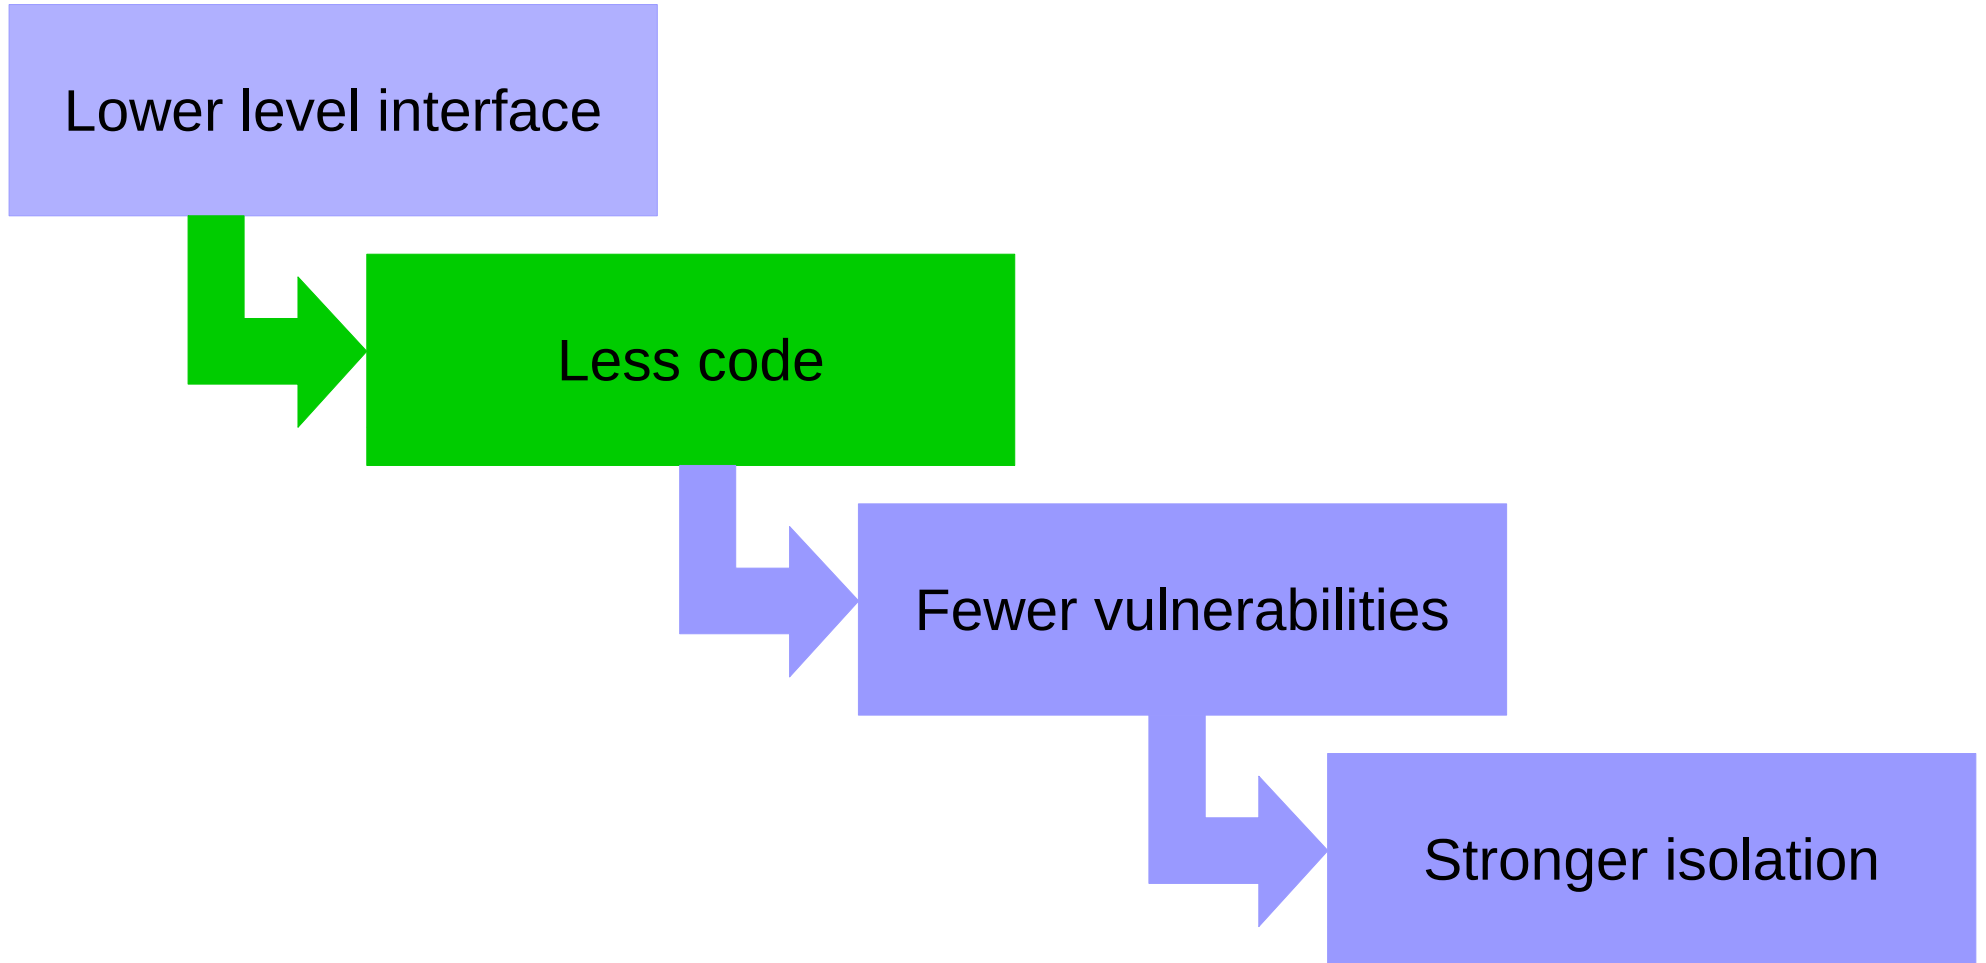 Lower level interface
Less code
Fewer vulnerabilities
Stronger isolation